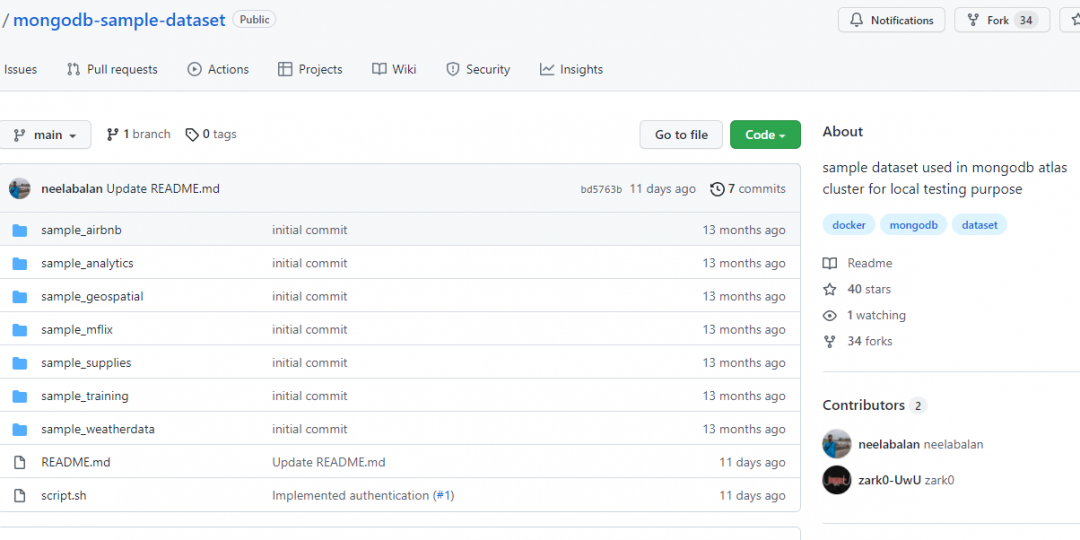 / mongodb-sample-dataset Public Notifications Fork 34
Issues Pull requests Actions Projects Wiki Security Insights
main 1 branch 0 tags Go to file Code
neelabalan Update README.md bd5763b 11 days ago 7 commits
sample_airbnb initial commit 13 months ago
sample_analytics initial commit 13 months ago
sample_geospatial initial commit 13 months ago
sample_mflix initial commit 13 months ago
sample_supplies initial commit 13 months ago
sample_training initial commit 13 months ago
sample_weatherdata initial commit 13 months ago
README.md Update README.md 11 days ago
script.sh Implemented authentication (#1) 11 days ago
About
sample dataset used in mongodb atlas
cluster for local testing purpose
docker mongodb dataset
Readme
40 stars
1 watching
34 forks
Contributors 2
neelabalan neelabalan
zark0-UwU zark0